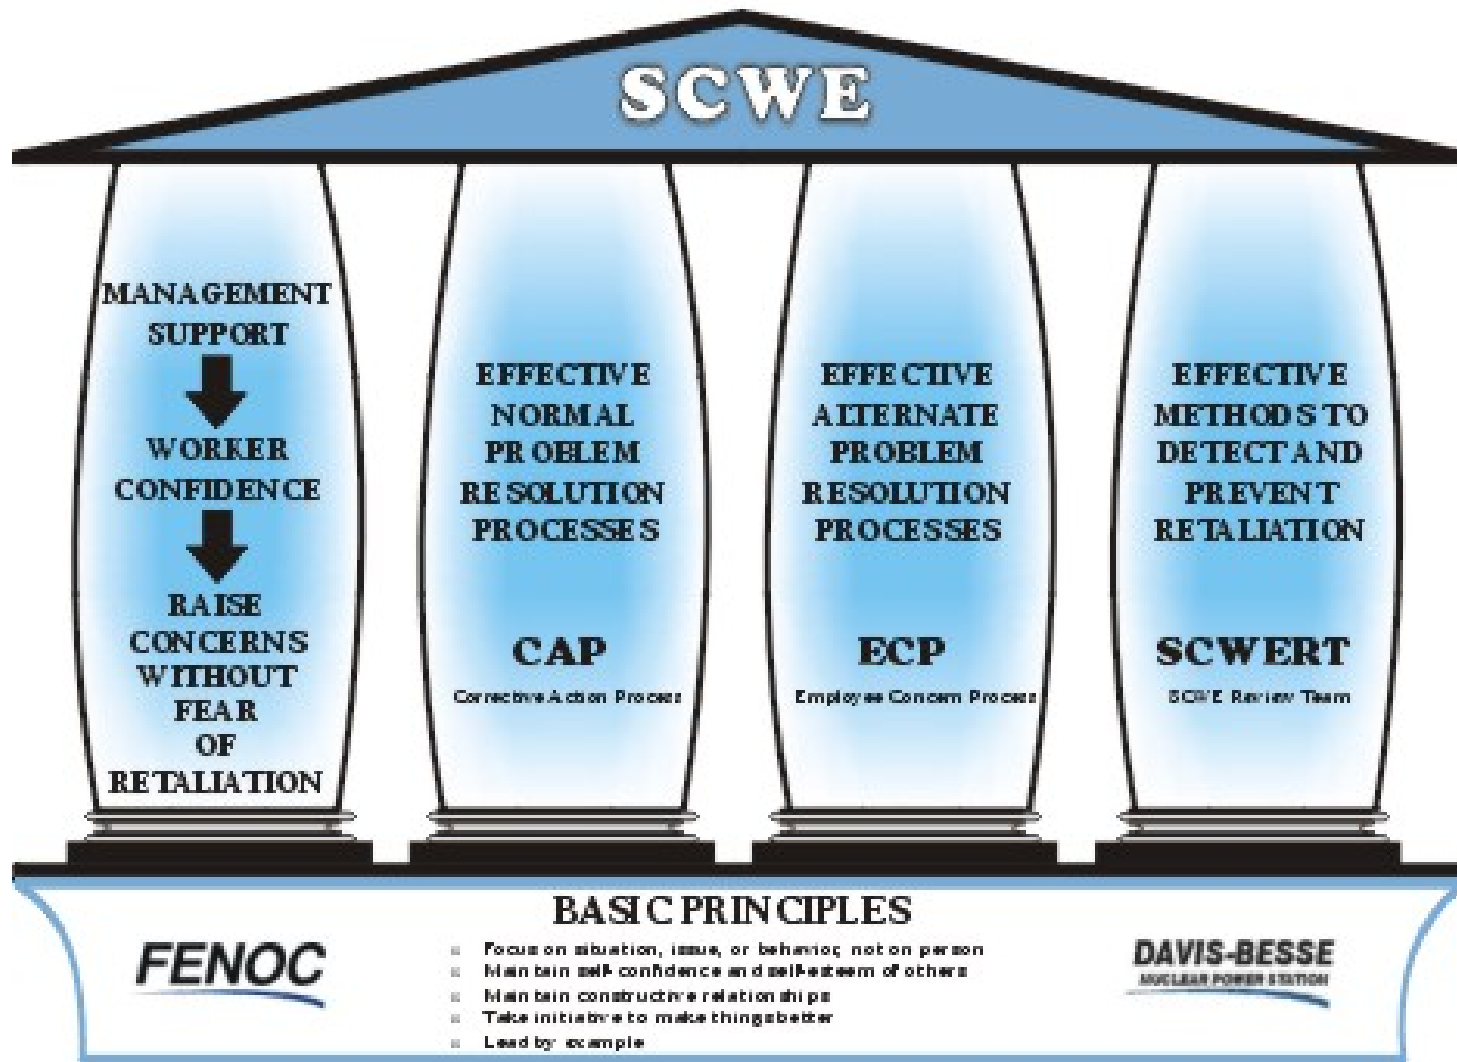 SCWE
MANAGEMENT
SUPPORT
WORKER
CONFIDENCE
RAISE
CONCERNS
WITHOUT
FEAR
OF
RETALIATION
EFFECTIVE
NORMAL
PROBLEM
RESOLUTION
PROCESSES
CAP
Corrective Action Process
EFFECTIVE
ALTERNATE
PROBLEM
RESOLUTION
PROCESSES
ECP
Employee Concern Process
EFFECTIVE
METHODS TO
DETECT AND
PREVENT
RETALIATION
SCWERT
SCWE Review Team
BASIC PRINCIPLES
Focus on situation, issue, or behavior, not on person
Maintain self-confidence and self-esteem of others
Maintain constructive relationships
Take initiative to make things better
Lead by example
FENOC
DAVIS-BESSE
NUCLEAR POWER STATION